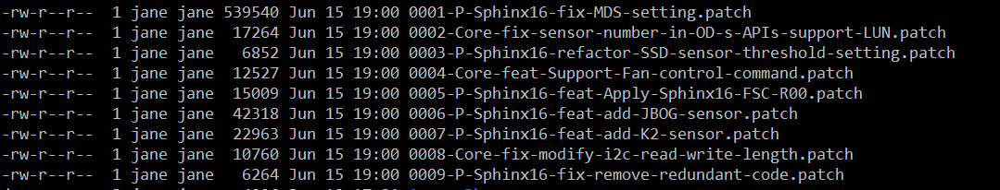 -rw-r--r--  1 jane jane 539540 Jun 15 19:00 0001-P-Sphinx16-fix-MDS-setting.patch
-rw-r--r--  1 jane jane  17264 Jun 15 19:00 0002-Core-fix-sensor-number-in-OD-s-APIs-support-LUN.patch
-rw-r--r--  1 jane jane   6852 Jun 15 19:00 0003-P-Sphinx16-refactor-SSD-sensor-threshold-setting.patch
-rw-r--r--  1 jane jane  12527 Jun 15 19:00 0004-Core-feat-Support-Fan-control-command.patch
-rw-r--r--  1 jane jane  15009 Jun 15 19:00 0005-P-Sphinx16-feat-Apply-Sphinx16-FSC-R00.patch
-rw-r--r--  1 jane jane  42318 Jun 15 19:00 0006-P-Sphinx16-feat-add-JBOG-sensor.patch
-rw-r--r--  1 jane jane  22963 Jun 15 19:00 0007-P-Sphinx16-feat-add-K2-sensor.patch
-rw-r--r--  1 jane jane  10760 Jun 15 19:00 0008-Core-fix-modify-i2c-read-write-length.patch
-rw-r--r--  1 jane jane   6264 Jun 15 19:00 0009-P-Sphinx16-fix-remove-redundant-code.patch